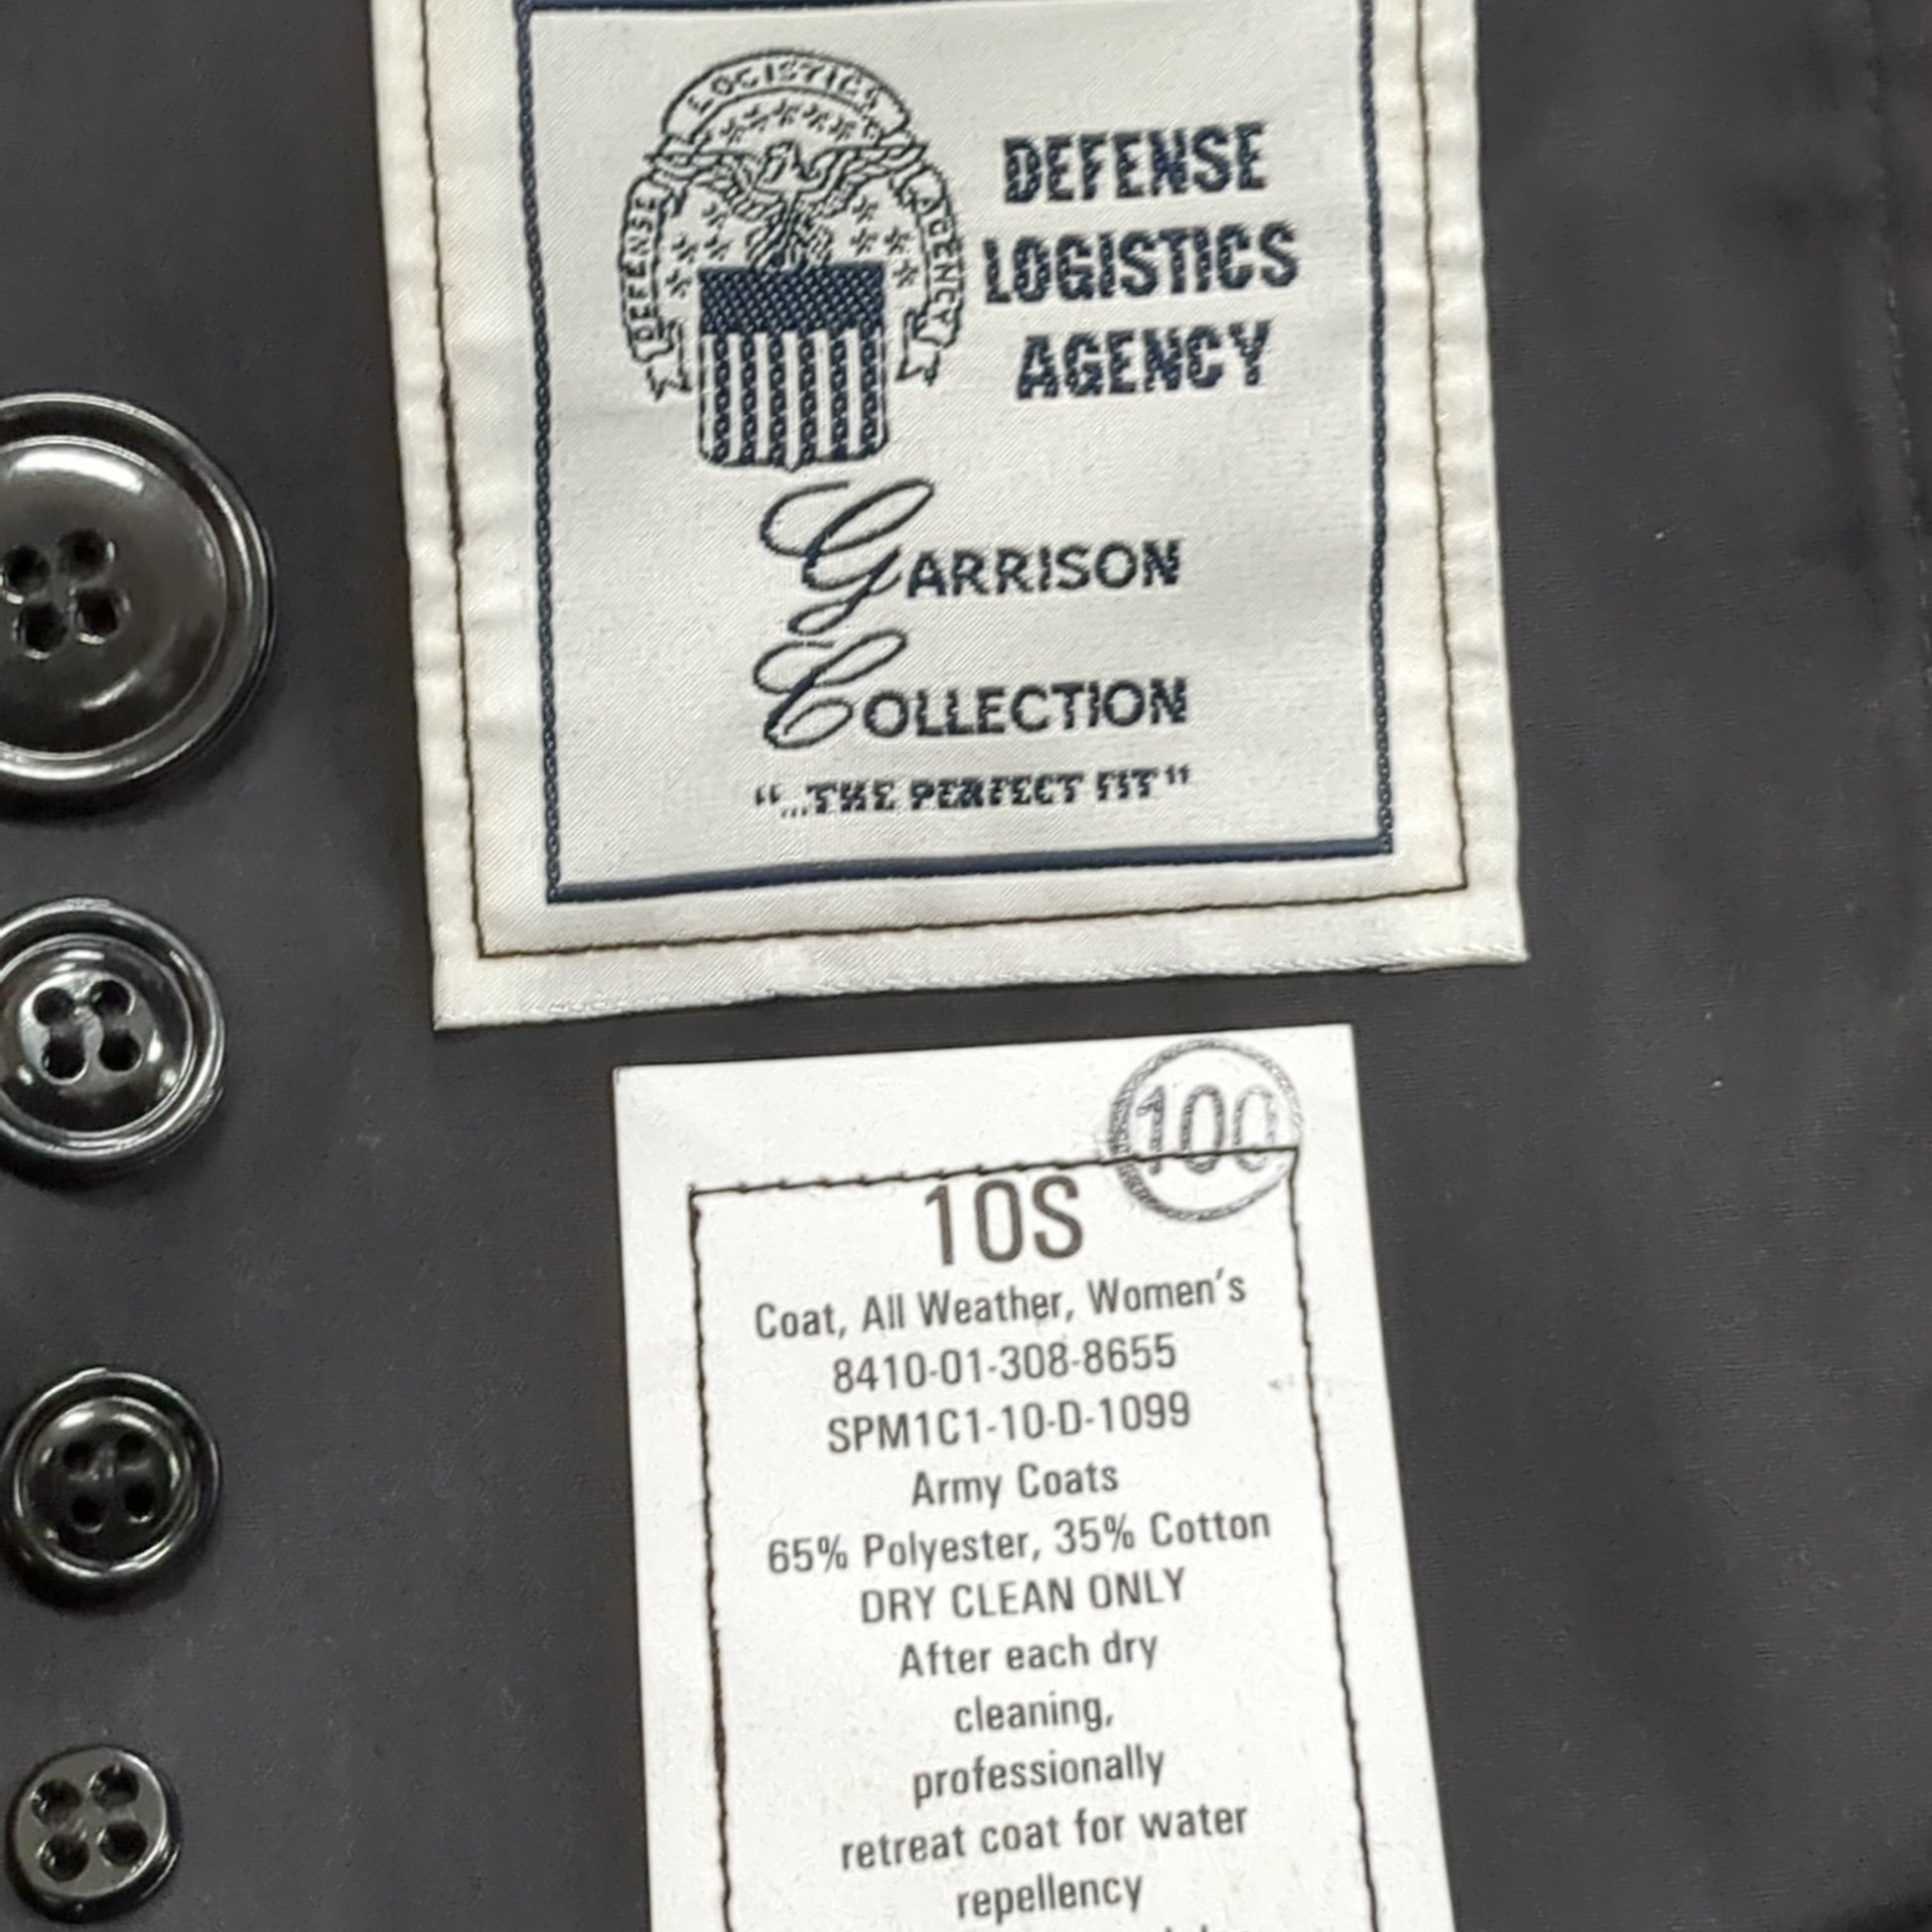 LOGISTICS
DEFENSE
AGENCY
DEFENSE
LOGISTICS
AGENCY
GARRISON
COLLECTION
"...THE PERFECT FIT"
100
10S
Coat, All Weather, Women's
8410-01-308-8655
SPM1C1-10-D-1099
Army Coats
65% Polyester, 35% Cotton
DRY CLEAN ONLY
After each dry
cleaning,
professionally
retreat coat for water
repellency